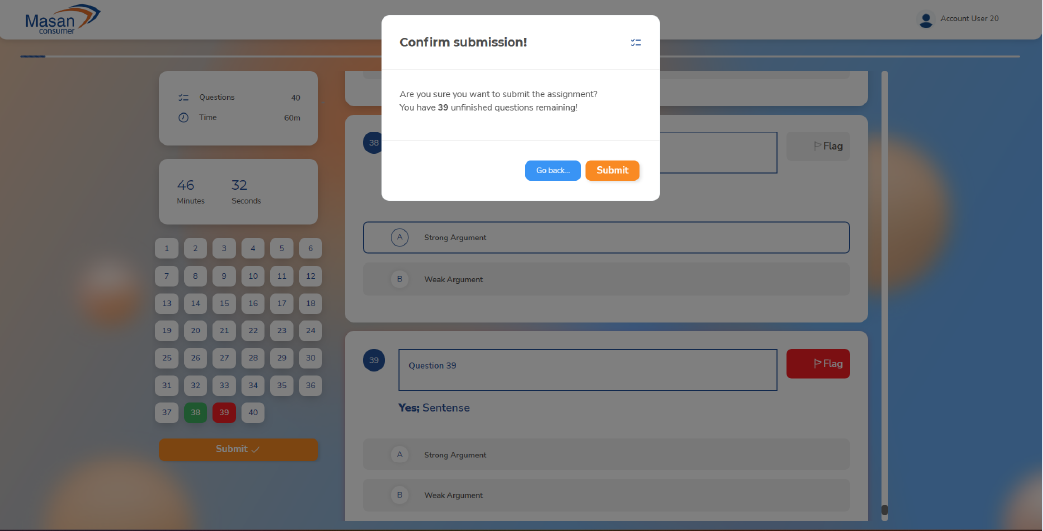 Masan
consumer
Account User 20
Confirm submission!
Are you sure you want to submit the assignment?
You have 39 unfinished questions remaining!
Go back...
Submit
Questions 40
Time 60m
46 32
Minutes Seconds
1 2 3 4 5 6
7 8 9 10 11 12
13 14 15 16 17 18
19 20 21 22 23 24
25 26 27 28 29 30
31 32 33 34 35 36
37 38 39 40
Submit
38
Flag
A Strong Argument
B Weak Argument
39
Question 39
Flag
Yes; Sentence
A Strong Argument
B Weak Argument